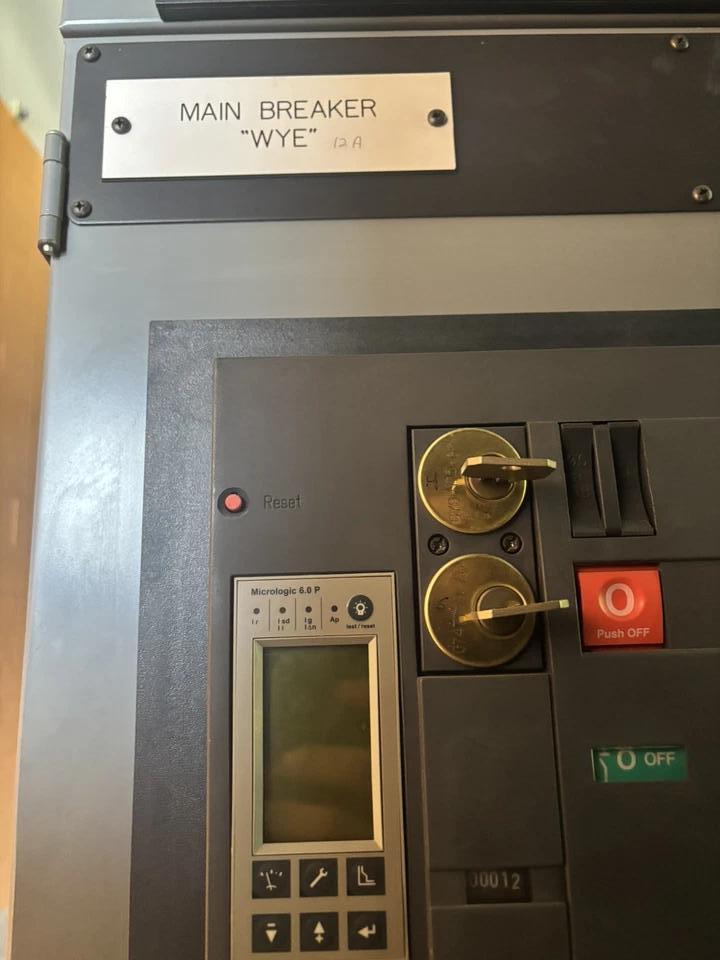 MAIN BREAKER
"WYE" 12 A
Reset
Micrologic 6.0 P
Ir
Isd
Ig
Ap
Ii
IΔn
test / reset
O
Push OFF
O OFF
00012